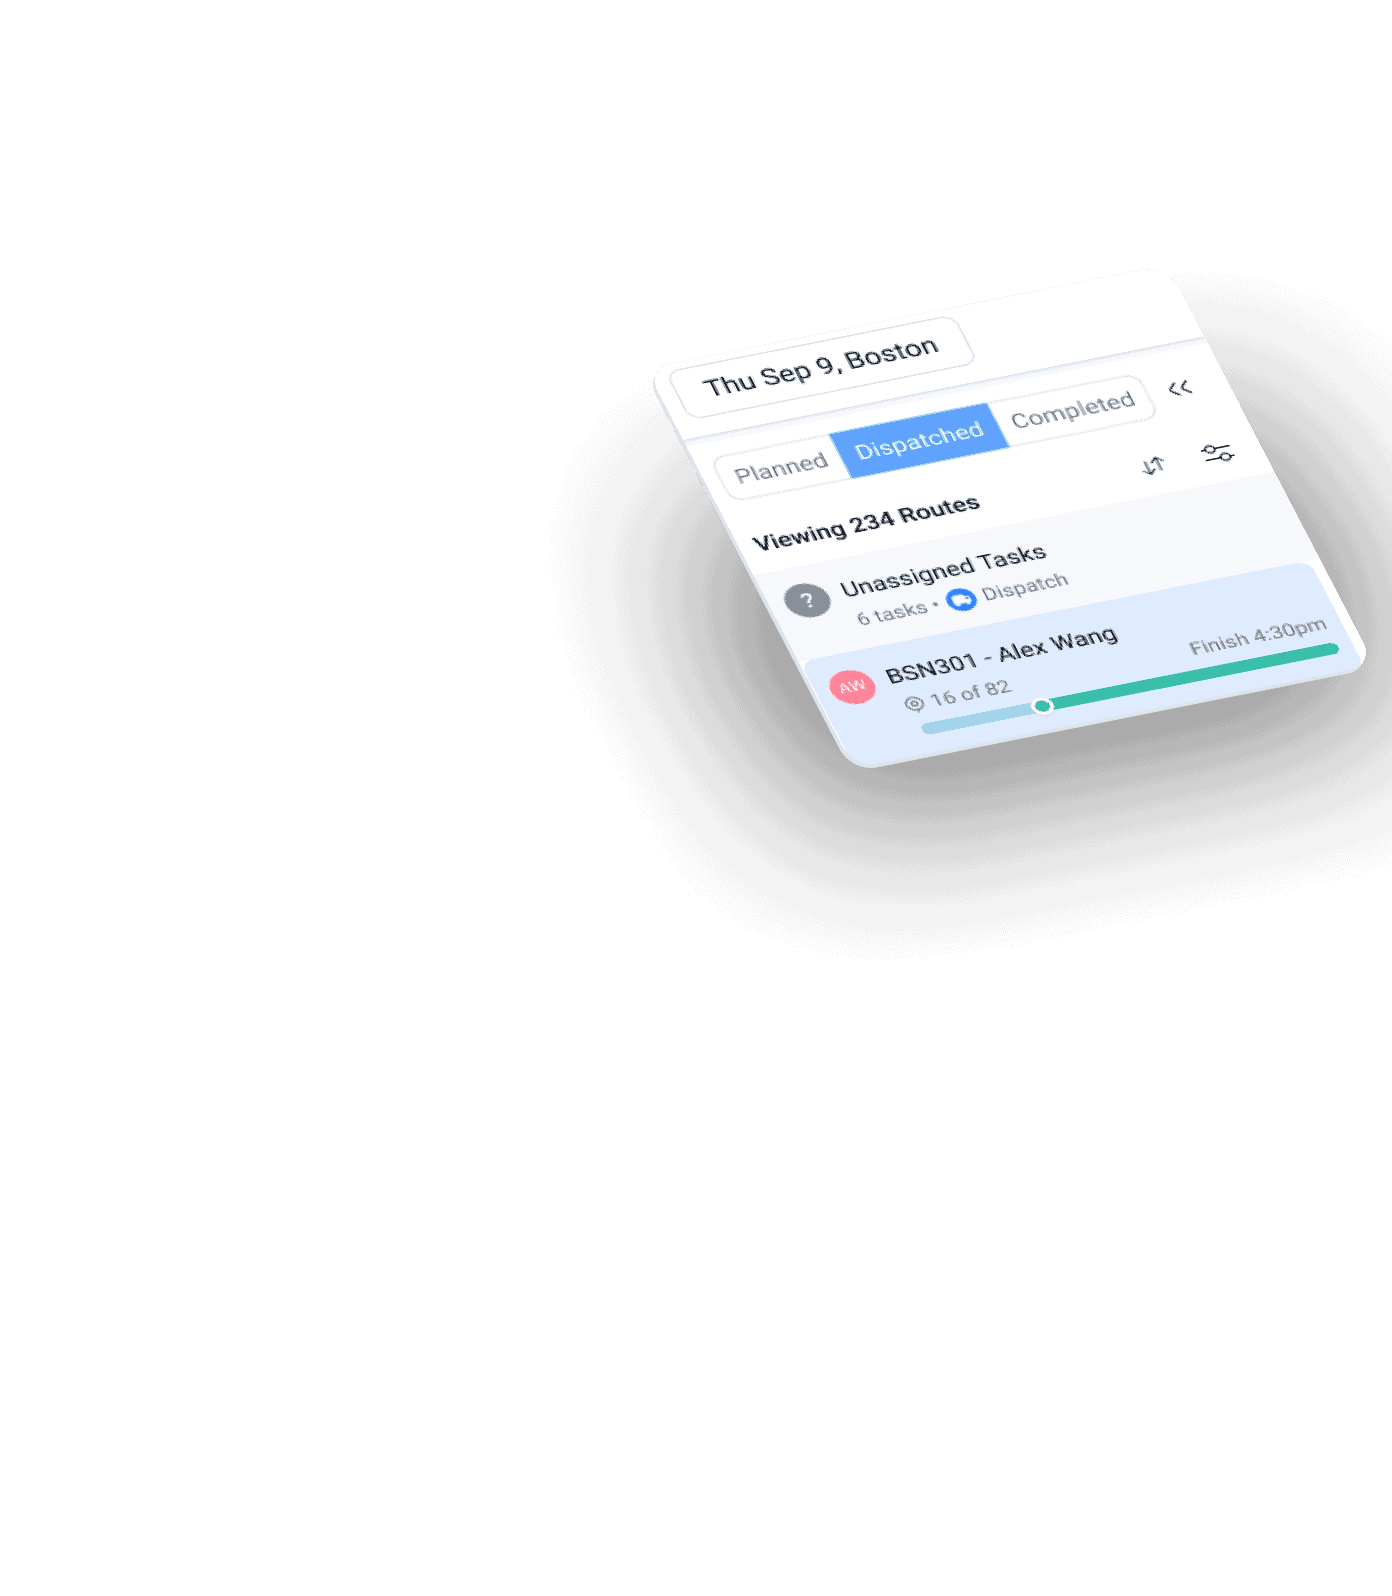 Thu Sep 9, Boston
Planned Dispatched Completed
Viewing 234 Routes
? Unassigned Tasks
6 tasks • Dispatch
AW BSN301 - Alex Wang
16 of 82 Finish 4:30pm